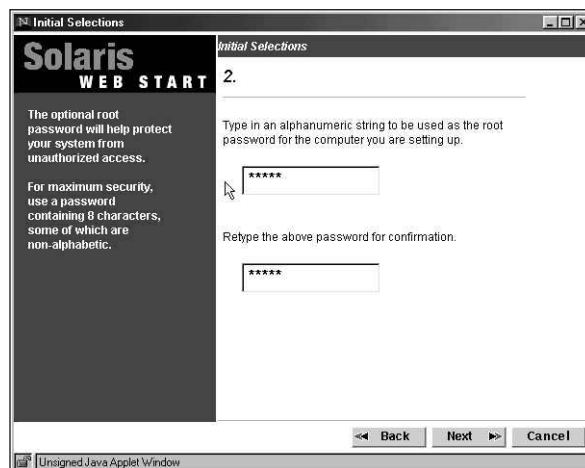 Initial Selections
Solaris
WEB START
The optional root
password will help protect
your system from
unauthorized access.
For maximum security,
use a password
containing 8 characters,
some of which are
non-alphabetic.
Initial Selections
2.
Type in an alphanumeric string to be used as the root
password for the computer you are setting up.
*****
Retype the above password for confirmation.
*****
Back
Next
Cancel
Unsigned Java Applet Window